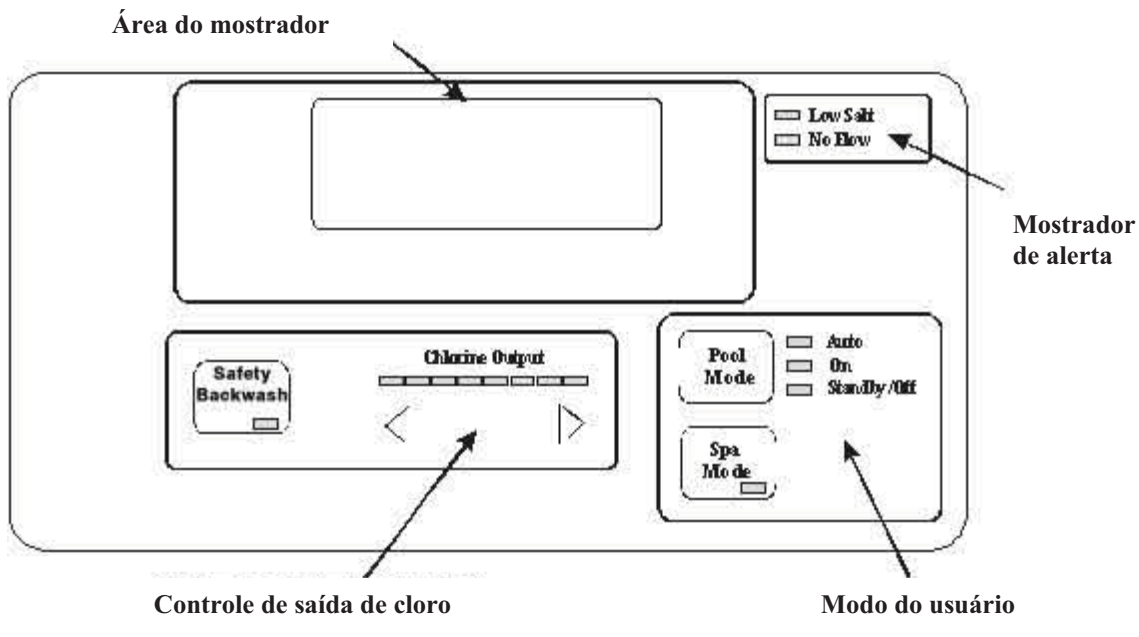 Área do mostrador
Low Salt
No Flow
Mostrador
de alerta
Safety
Backwash
Chlorine Output
Pool
Mode
Auto
On
StandBy/Off
Spa
Mode
Controle de saída de cloro
Modo do usuário